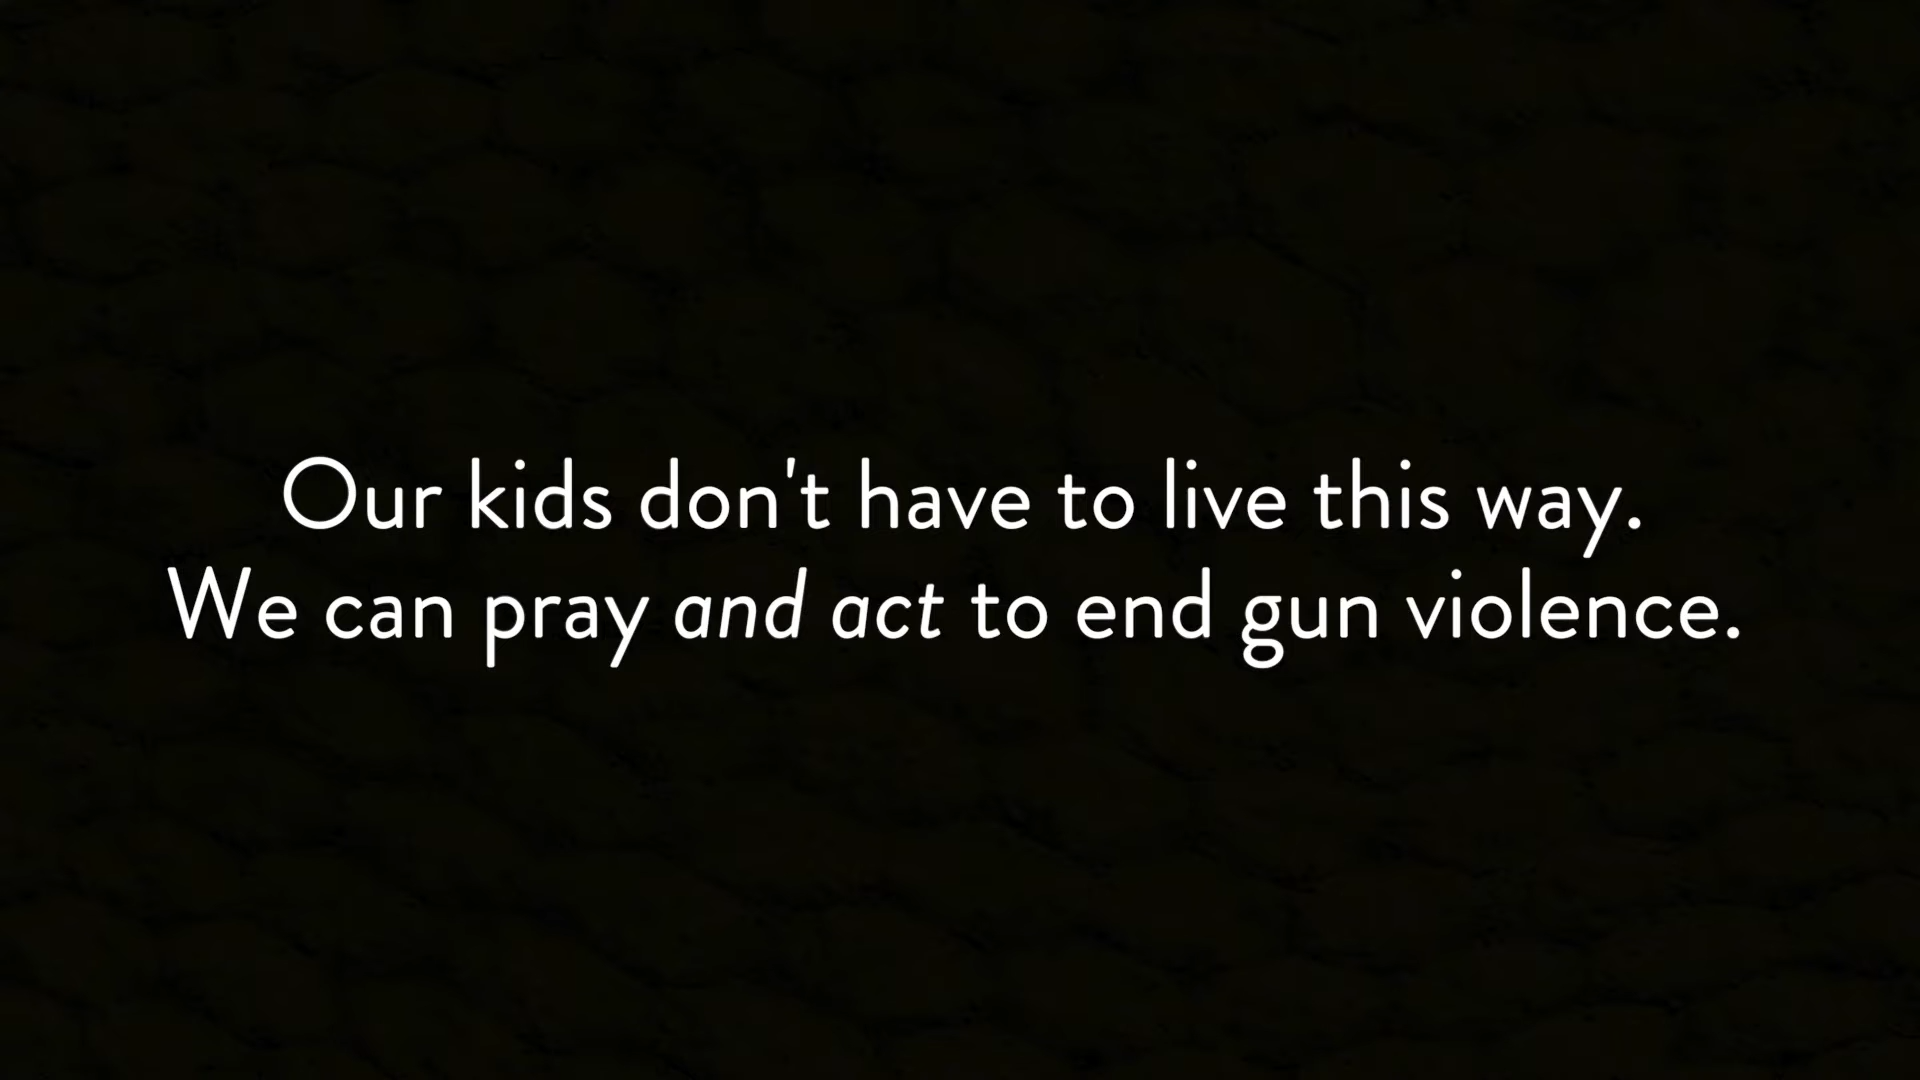 Our kids don't have to live this way.
We can pray and act to end gun violence.